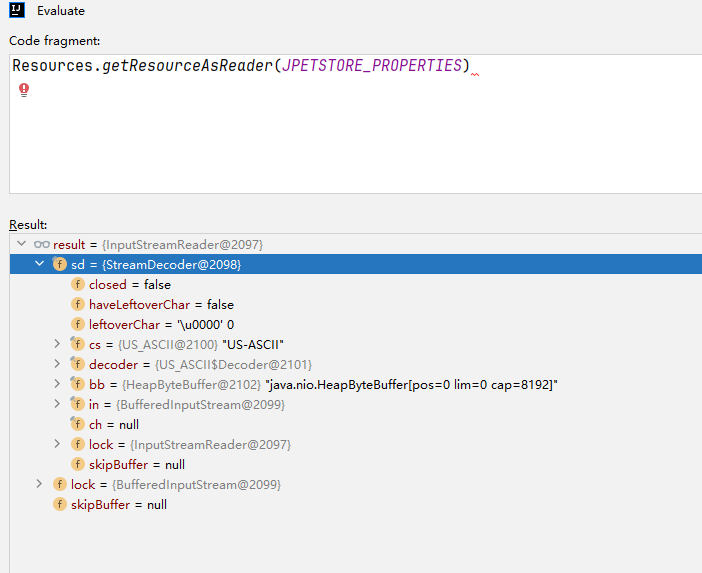 IJ Evaluate
Code fragment:
Resources.getResourceAsReader(JPETSTORE_PROPERTIES)
Result:
result = {InputStreamReader@2097}
f sd = {StreamDecoder@2098}
f closed = false
f haveLeftoverChar = false
f leftoverChar = '\u0000' 0
f cs = {US_ASCII@2100} "US-ASCII"
f decoder = {US_ASCII$Decoder@2101}
f bb = {HeapByteBuffer@2102} "java.nio.HeapByteBuffer[pos=0 lim=0 cap=8192]"
f in = {BufferedInputStream@2099}
f ch = null
f lock = {InputStreamReader@2097}
f skipBuffer = null
f lock = {BufferedInputStream@2099}
f skipBuffer = null